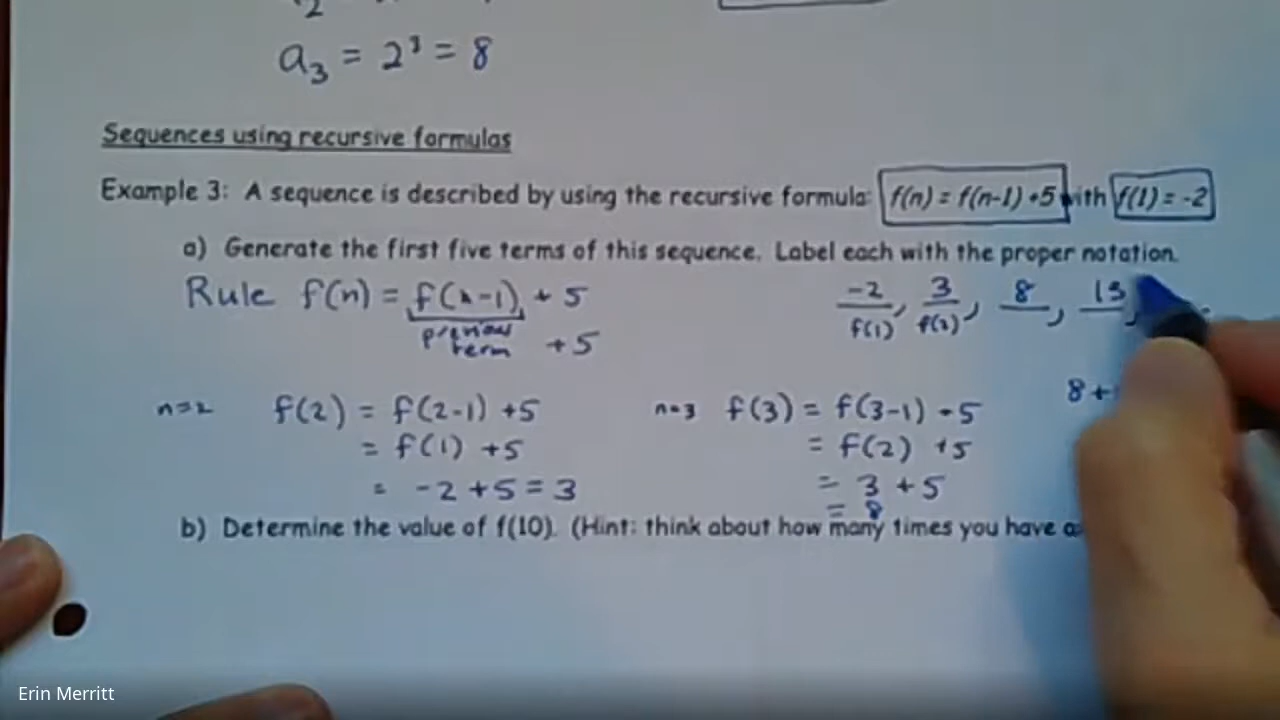 2
a3 = 2³ = 8
Sequences using recursive formulas
Example 3: A sequence is described by using the recursive formula: f(n) = f(n-1) +5 with f(1) = -2
a) Generate the first five terms of this sequence. Label each with the proper notation.
Rule f(n) = f(n-1) + 5
previous term + 5
-2, 3, 8, 13
f(1) f(2)
n=2 f(2) = f(2-1) +5
= f(1) +5
= -2 +5 = 3
n=3 f(3) = f(3-1) +5
= f(2) +5
= 3 +5
= 8
8 +
b) Determine the value of f(10). (Hint: think about how many times you have
Erin Merritt